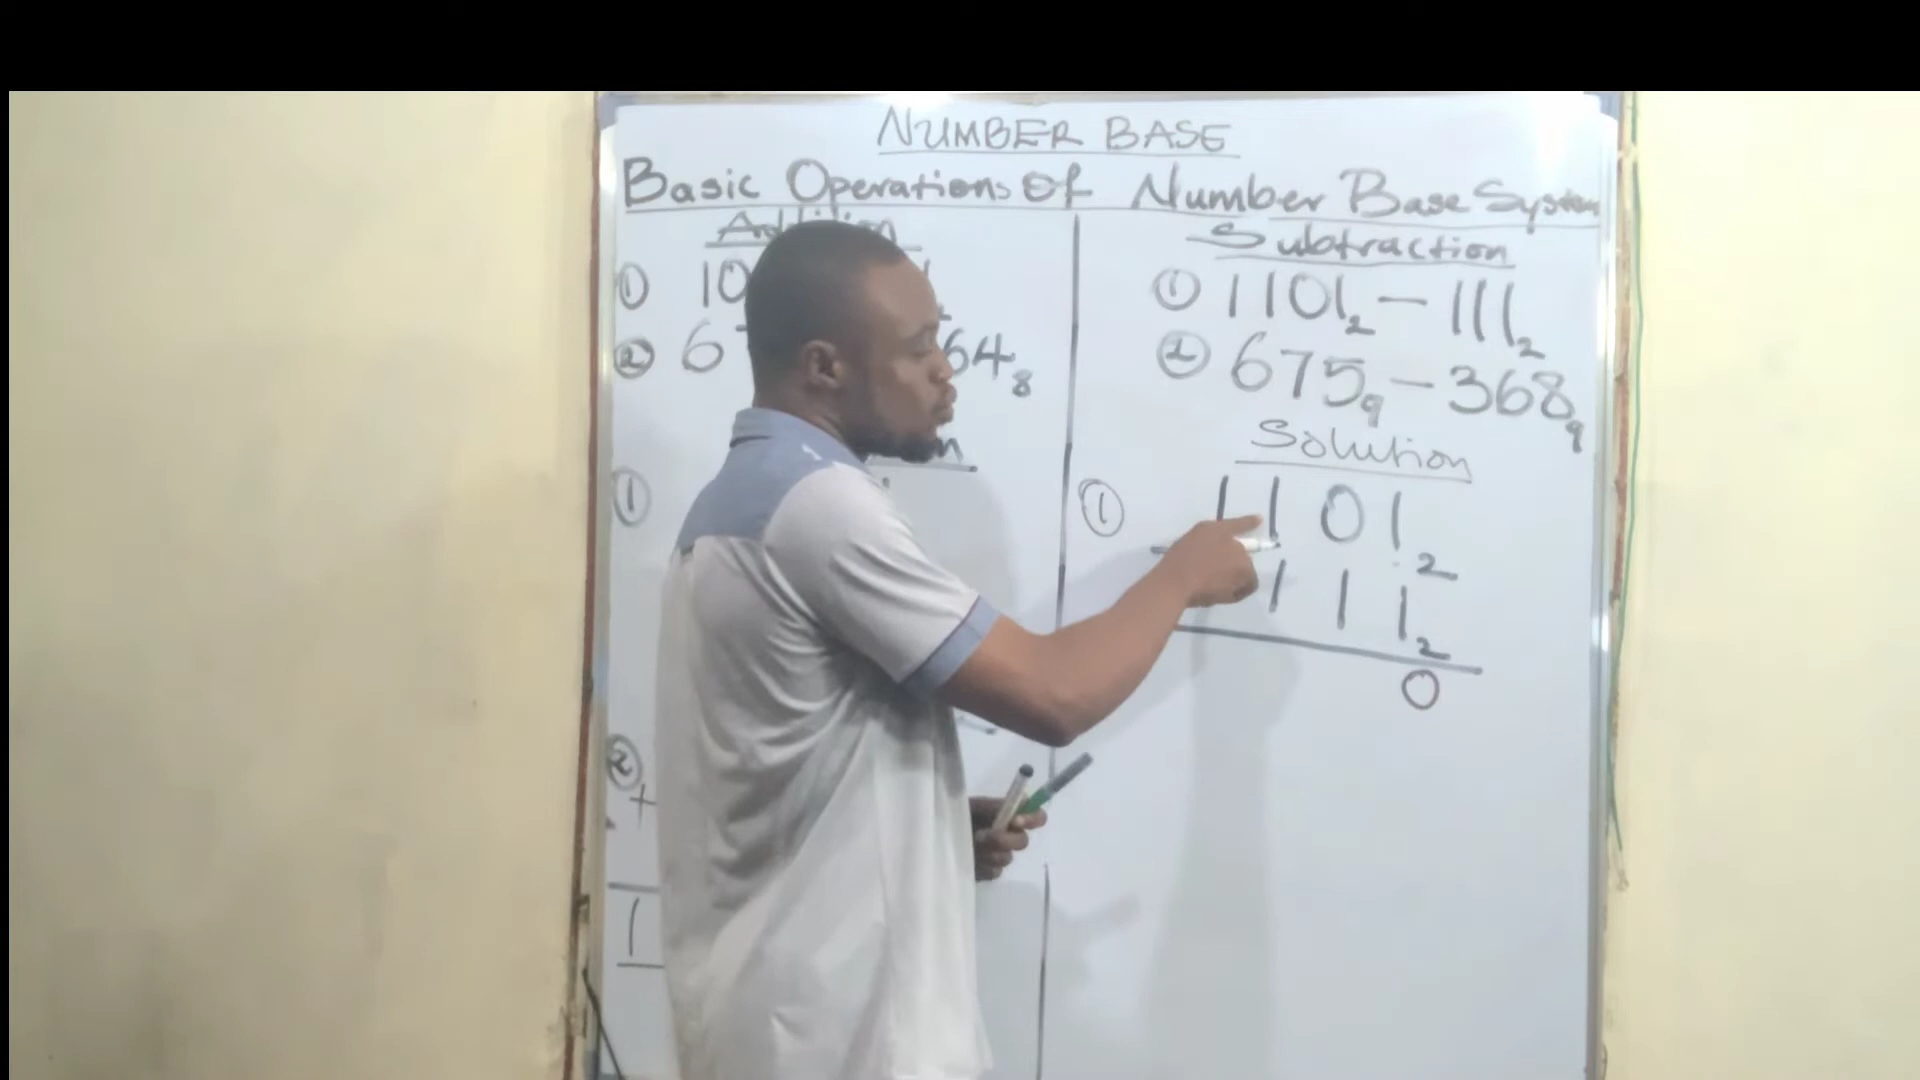 NUMBER BASE
Basic Operations Of Number Base System
Addition
① 10
② 6 64₈
①
②
+
1
Subtraction
① 1101₂ - 111₂
② 675₉ - 368₉
Solution
① 1101₂
- 111₂
0